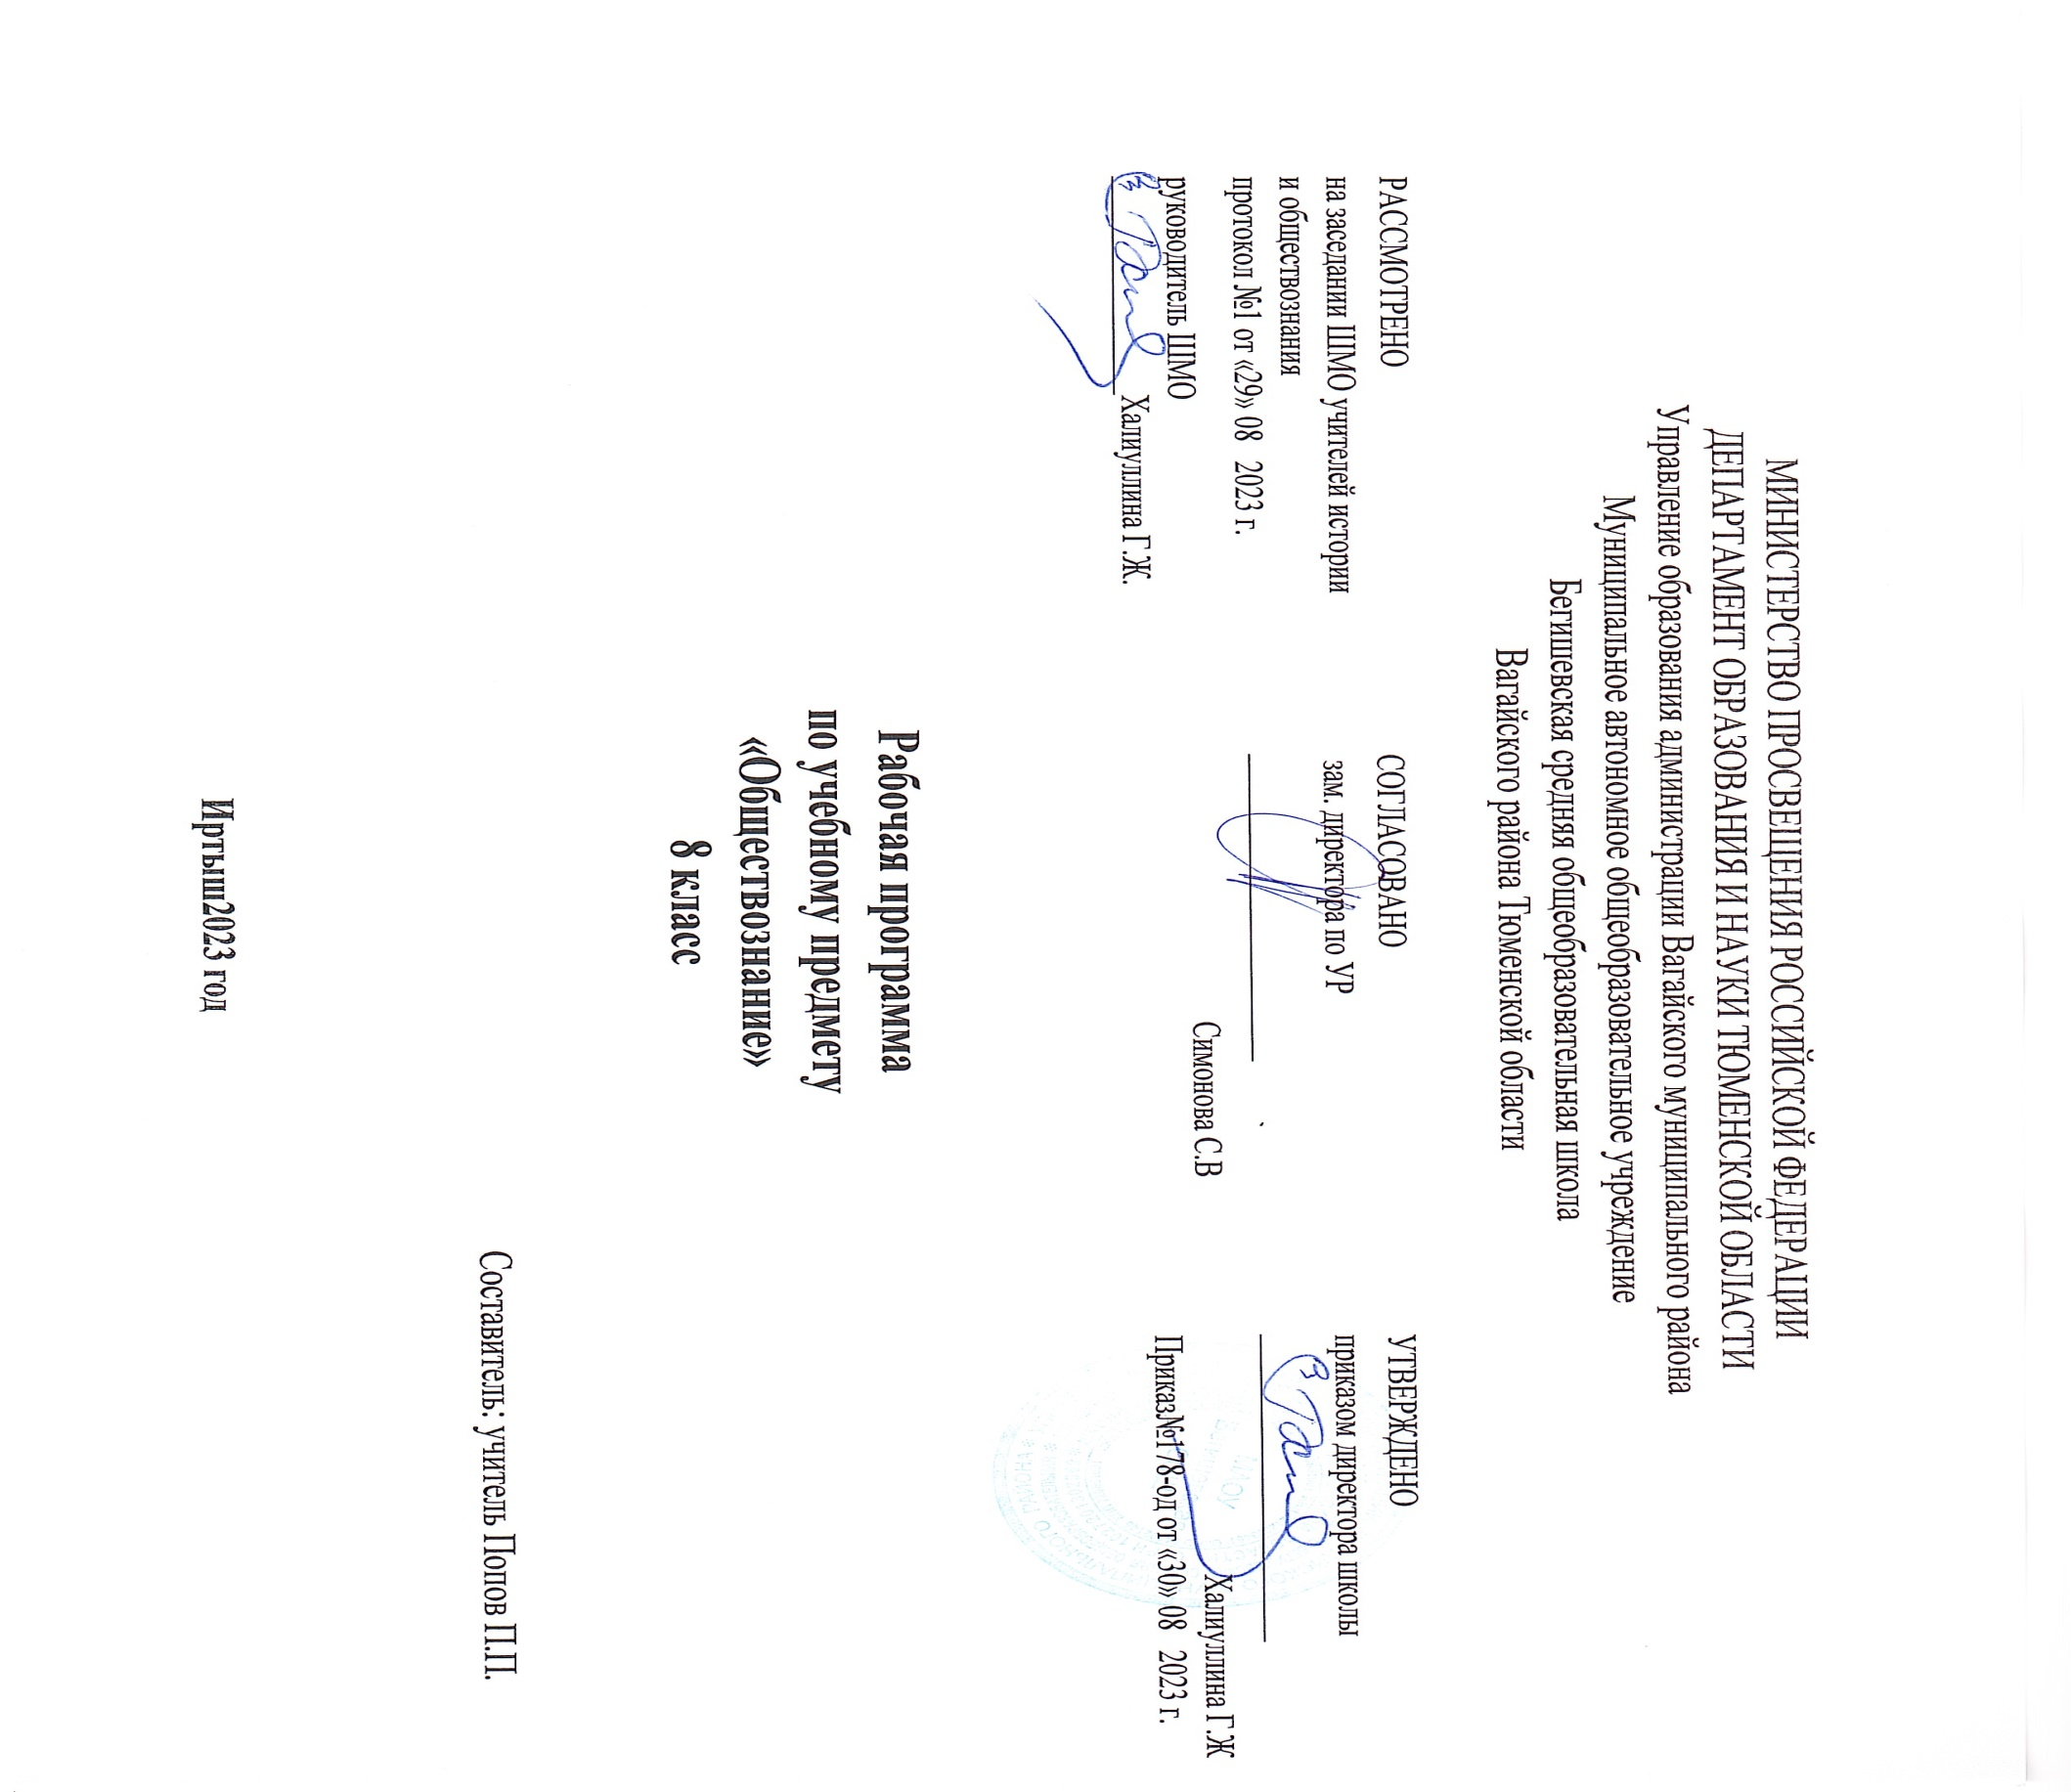 МИНИСТЕРСТВО ПРОСВЕЩЕНИЯ РОССИЙСКОЙ ФЕДЕРАЦИИ
ДЕПАРТАМЕНТ ОБРАЗОВАНИЯ И НАУКИ ТЮМЕНСКОЙ ОБЛАСТИ
Управление образования администрации Вагайского муниципального района
Муниципальное автономное общеобразовательное учреждение
Бегишевская средняя общеобразовательная школа
Вагайского района Тюменской области
РАССМОТРЕНО
на заседании ШМО учителей истории
и обществознания
протокол №1 от «29» 08 2023 г.
руководитель ШМО
Халиуллина Г.Ж.
СОГЛАСОВАНО
зам. директора по УР
Симонова С.В
УТВЕРЖДЕНО
приказом директора школы
Халиуллина Г.Ж
Приказ№178-од от «30» 08 2023 г.
Рабочая программа
по учебному предмету
«Обществознание»
8 класс
Составитель: учитель Попов П.П.
Иртыш2023 год